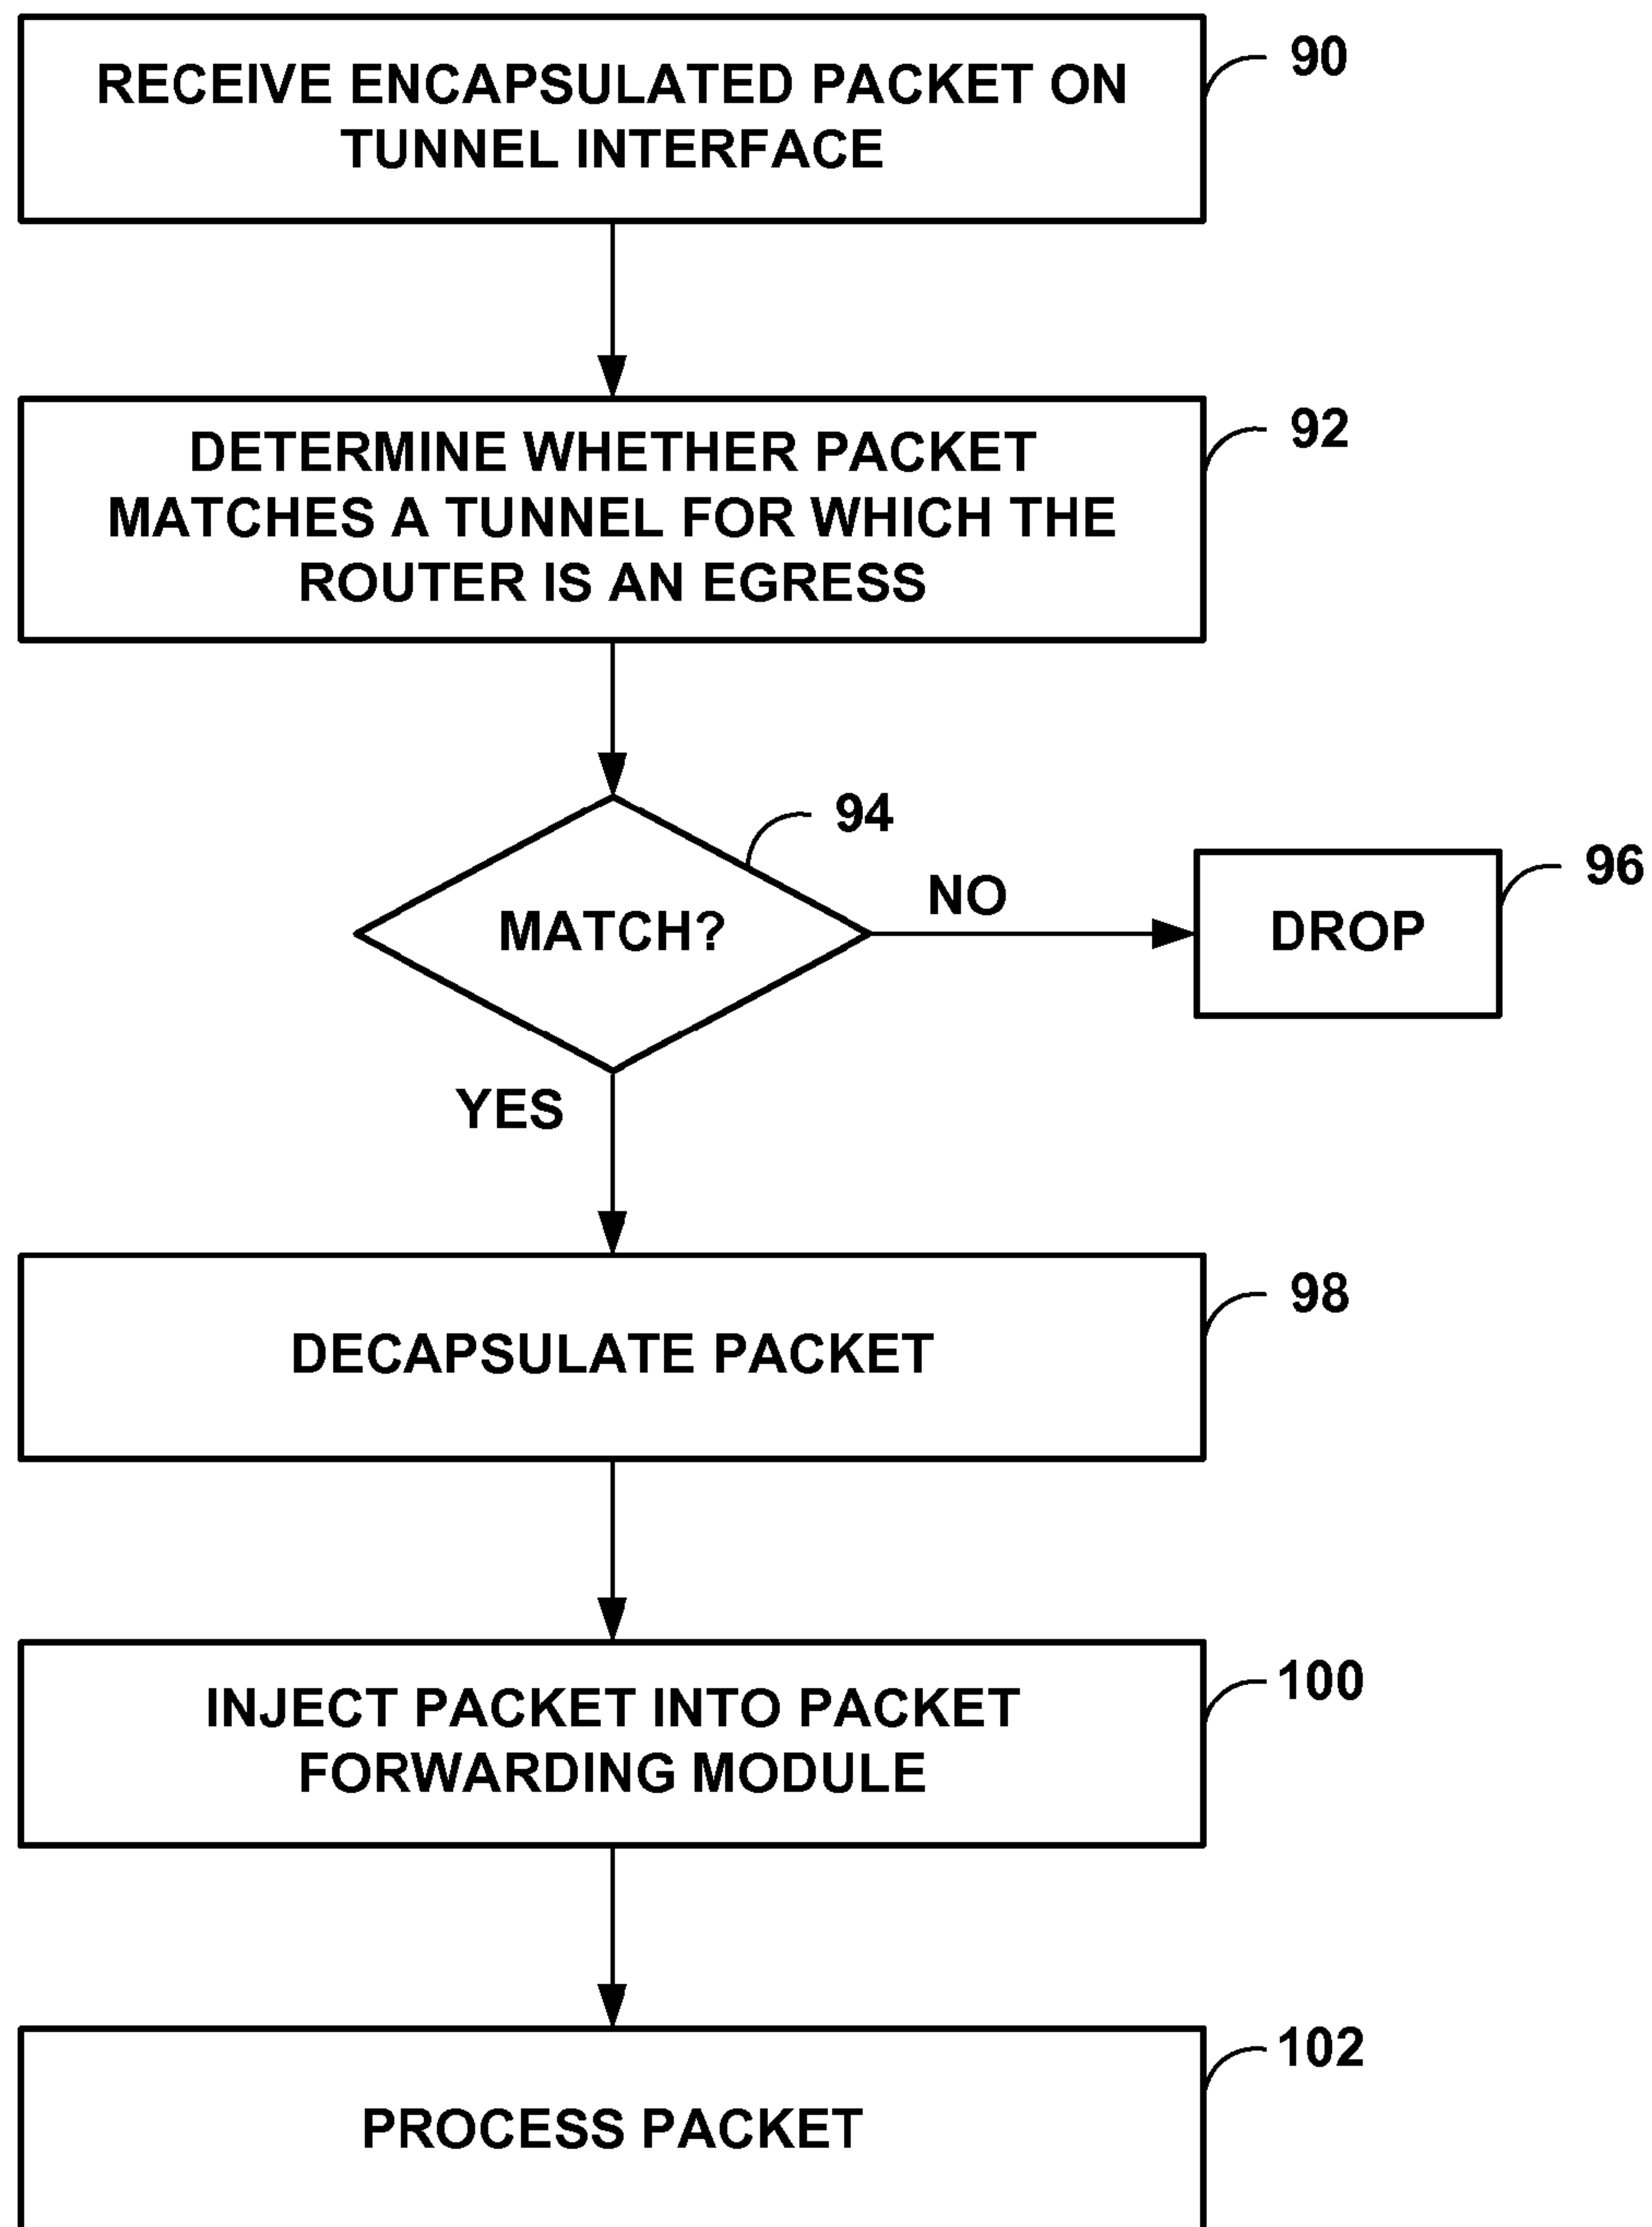 RECEIVE ENCAPSULATED PACKET ON
TUNNEL INTERFACE
90
DETERMINE WHETHER PACKET
MATCHES A TUNNEL FOR WHICH THE
ROUTER IS AN EGRESS
92
MATCH?
94
NO
DROP
96
YES
DECAPSULATE PACKET
98
INJECT PACKET INTO PACKET
FORWARDING MODULE
100
PROCESS PACKET
102